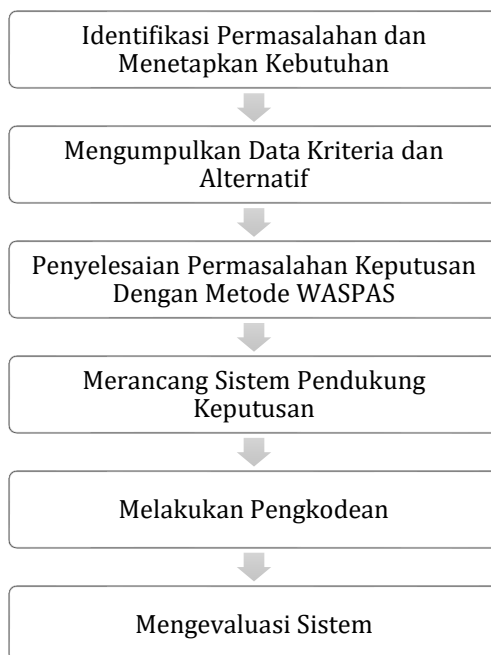 Identifikasi Permasalahan dan
Menetapkan Kebutuhan
Mengumpulkan Data Kriteria dan
Alternatif
Penyelesaian Permasalahan Keputusan
Dengan Metode WASPAS
Merancang Sistem Pendukung
Keputusan
Melakukan Pengkodean
Mengevaluasi Sistem